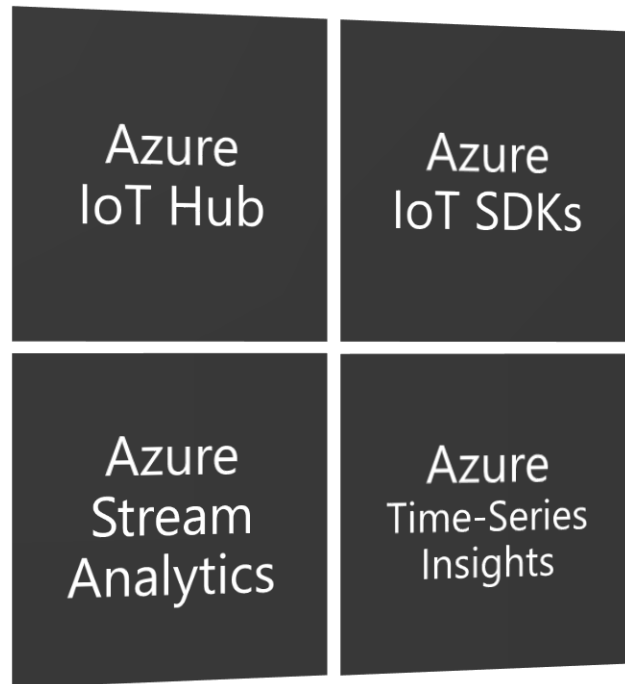 Azure
IoT Hub
Azure
IoT SDKs
Azure
Stream
Analytics
Azure
Time-Series
Insights